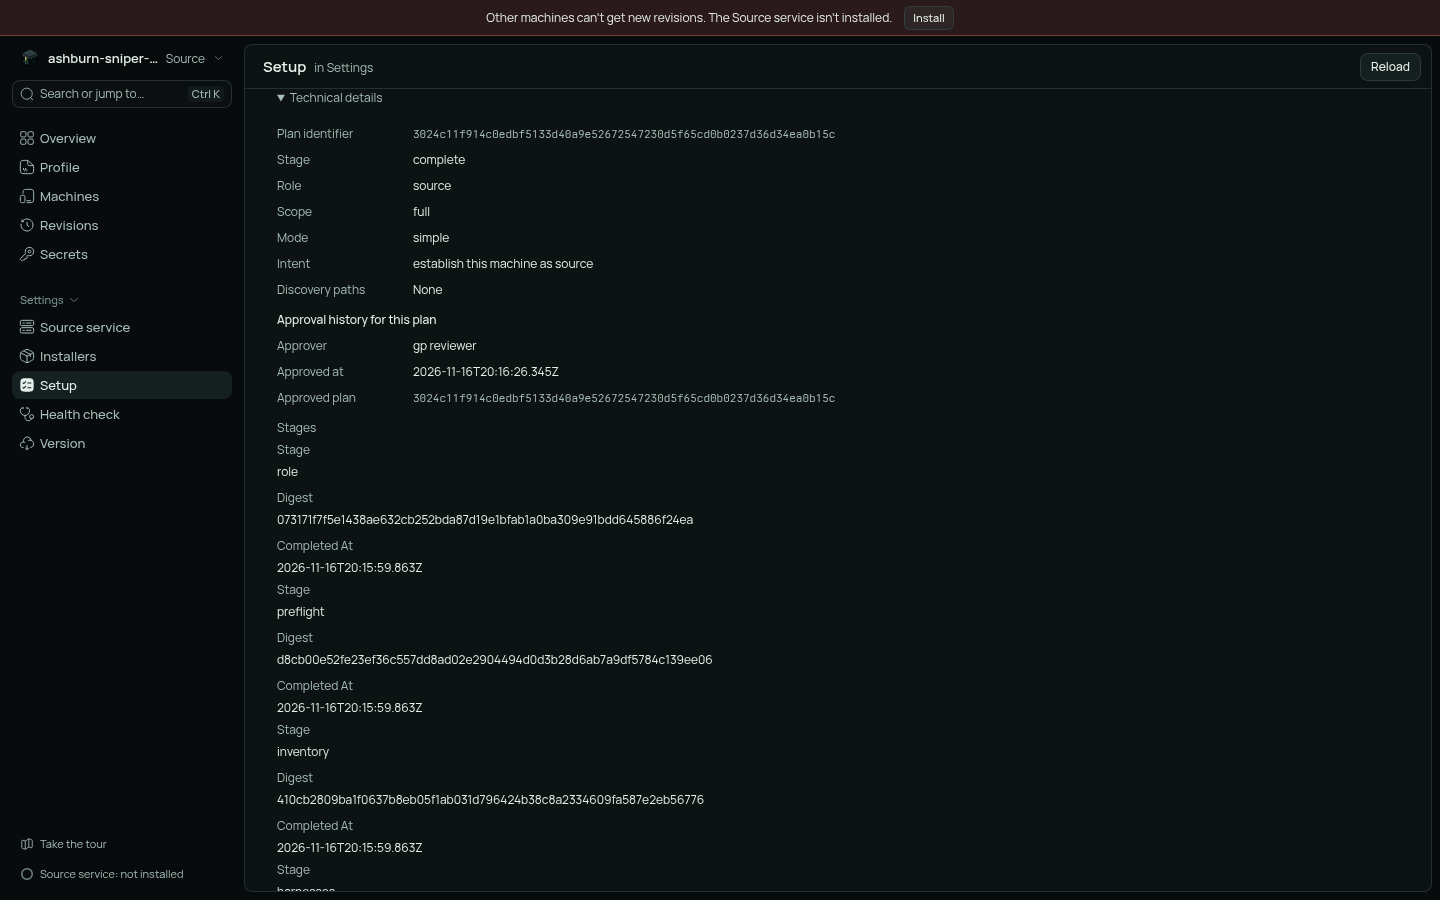 Other machines can't get new revisions. The Source service isn't installed.
Install
ashburn-sniper-… Source
Search or jump to… Ctrl K
Overview
Profile
Machines
Revisions
Secrets
Settings
Source service
Installers
Setup
Health check
Version
Take the tour
Source service: not installed
Setup in Settings
Reload
Technical details
Plan identifier 3024c11f914c0edbf5133d40a9e52672547230d5f65cd0b0237d36d34ea0b15c
Stage complete
Role source
Scope full
Mode simple
Intent establish this machine as source
Discovery paths None
Approval history for this plan
Approver gp reviewer
Approved at 2026-11-16T20:16:26.345Z
Approved plan 3024c11f914c0edbf5133d40a9e52672547230d5f65cd0b0237d36d34ea0b15c
Stages
Stage
role
Digest
073171f7f5e1438ae632cb252bda87d19e1bfab1a0ba309e91bdd645886f24ea
Completed At
2026-11-16T20:15:59.863Z
Stage
preflight
Digest
d8cb00e52fe23ef36c557dd8ad02e2904494d0d3b28d6ab7a9df5784c139ee06
Completed At
2026-11-16T20:15:59.863Z
Stage
inventory
Digest
410cb2809ba1f0637b8eb05f1ab031d796424b38c8a2334609fa587e2eb56776
Completed At
2026-11-16T20:15:59.863Z
Stage
harnesses